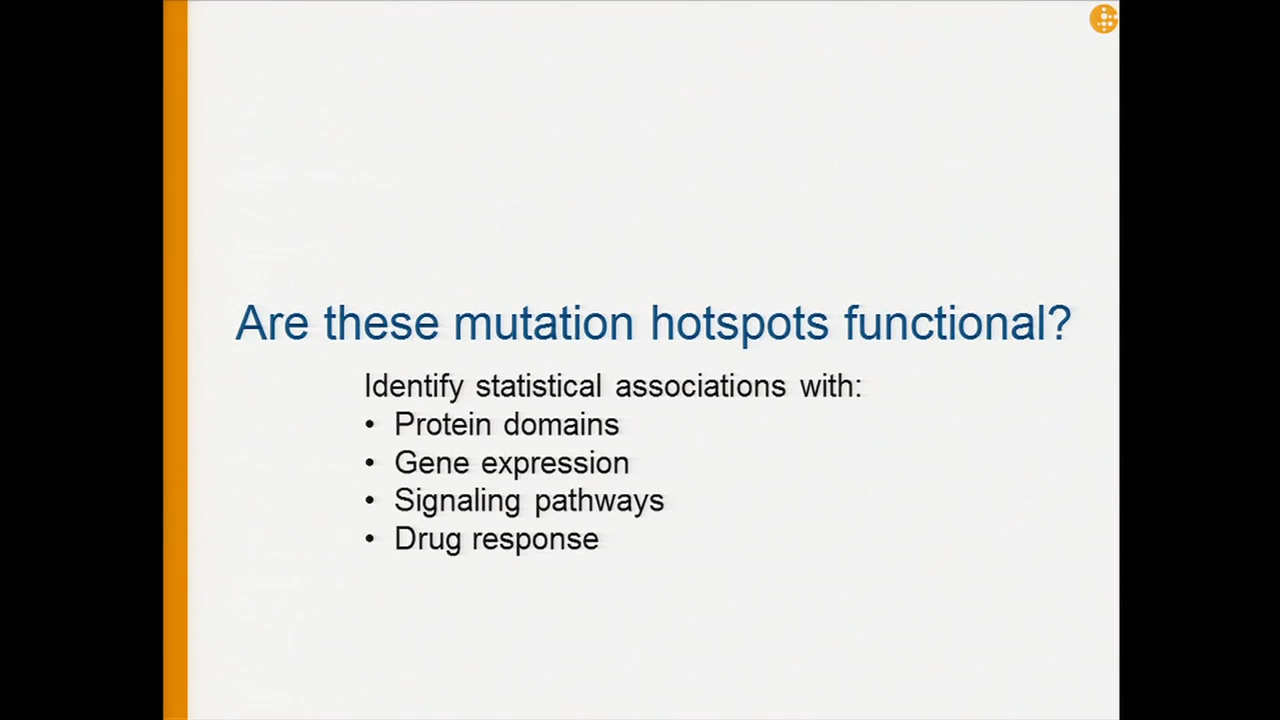 Are these mutation hotspots functional?
Identify statistical associations with:
• Protein domains
• Gene expression
• Signaling pathways
• Drug response